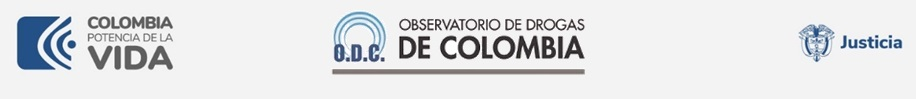 COLOMBIA
POTENCIA DE LA
VIDA
O.D.C.
OBSERVATORIO DE DROGAS
DE COLOMBIA
Justicia